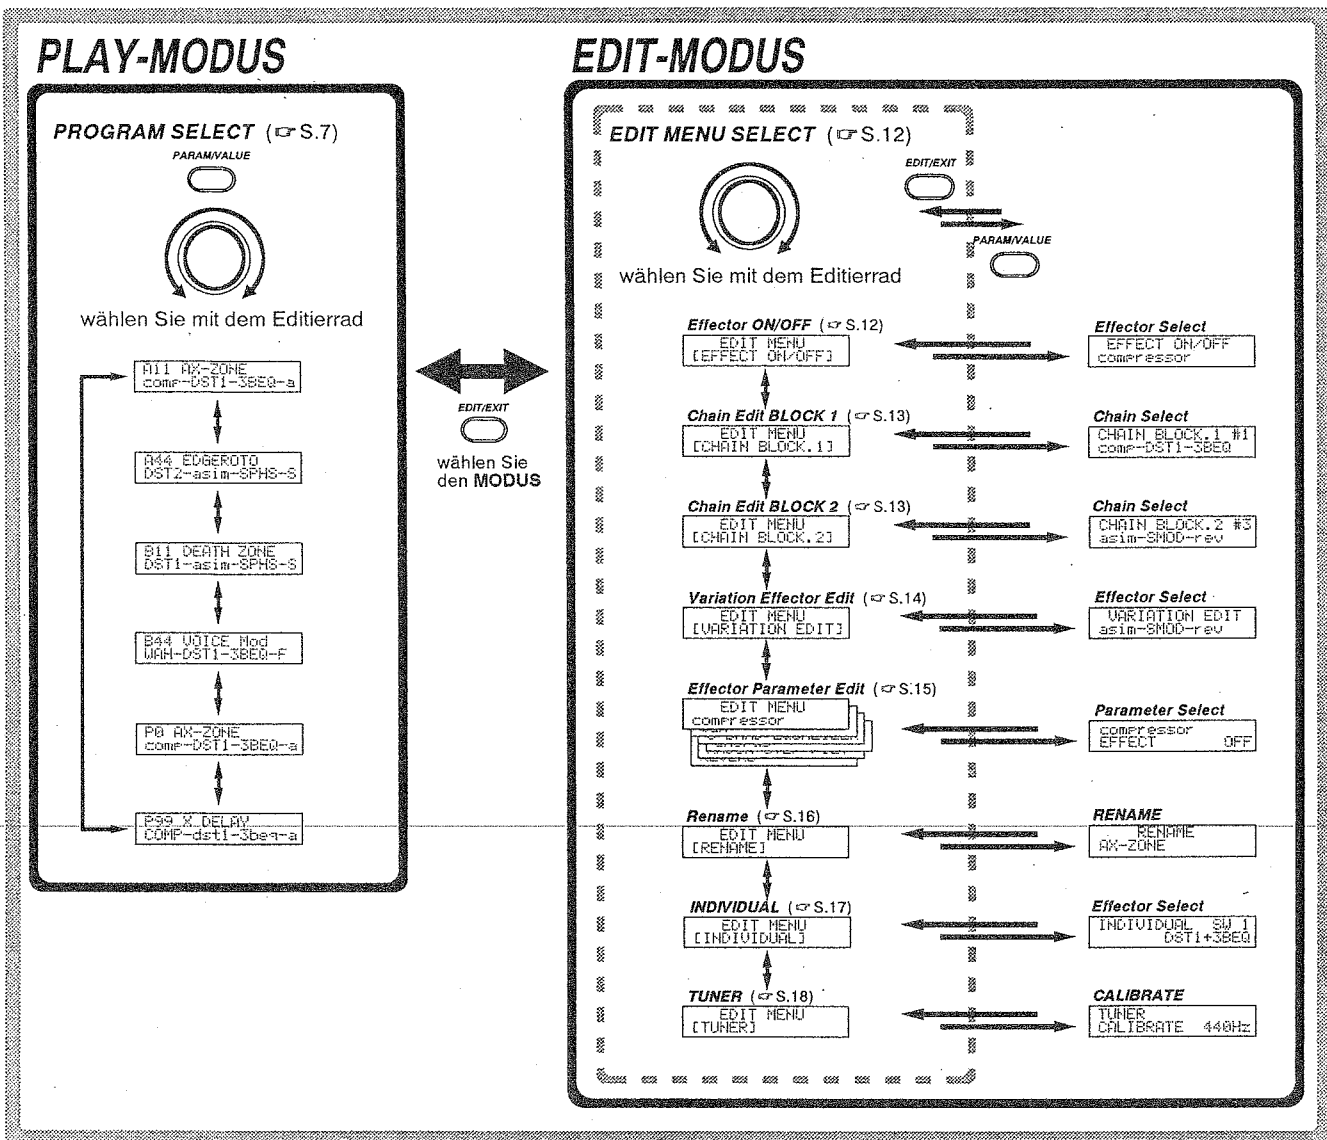 PLAY-MODUS
PROGRAM SELECT (☞ S.7)
PARAM/VALUE
wählen Sie mit dem Editierrad
A11 AX-ZONE
comp-DST1-3BEQ-a
A44 EDGEROTO
DST2-asim-SPHS-S
B11 DEATH ZONE
DST1-asim-SPHS-S
B44 VOICE Mod
WAH-DST1-3BEQ-F
P0 AX-ZONE
comp-DST1-3BEQ-a
P99 X DELAY
COMP-dst1-3beq-a
EDIT/EXIT
wählen Sie
den MODUS
EDIT-MODUS
EDIT MENU SELECT (☞ S.12)
EDIT/EXIT
PARAM/VALUE
wählen Sie mit dem Editierrad
Effector ON/OFF (☞ S.12)
EDIT MENU
[EFFECT ON/OFF]
Effector Select
EFFECT ON/OFF
compressor
Chain Edit BLOCK 1 (☞ S.13)
EDIT MENU
[CHAIN BLOCK.1]
Chain Select
CHAIN BLOCK.1 #1
comp-DST1-3BEQ
Chain Edit BLOCK 2 (☞ S.13)
EDIT MENU
[CHAIN BLOCK.2]
Chain Select
CHAIN BLOCK.2 #3
asim-SMOD-rev
Variation Effector Edit (☞ S.14)
EDIT MENU
[VARIATION EDIT]
Effector Select
VARIATION EDIT
asim-SMOD-rev
Effector Parameter Edit (☞ S.15)
EDIT MENU
compressor
Parameter Select
compressor
EFFECT OFF
Rename (☞ S.16)
EDIT MENU
[RENAME]
RENAME
RENAME
AX-ZONE
INDIVIDUAL (☞ S.17)
EDIT MENU
[INDIVIDUAL]
Effector Select
INDIVIDUAL SW 1
DST1+3BEQ
TUNER (☞ S.18)
EDIT MENU
[TUNER]
CALIBRATE
TUNER
CALIBRATE 440Hz